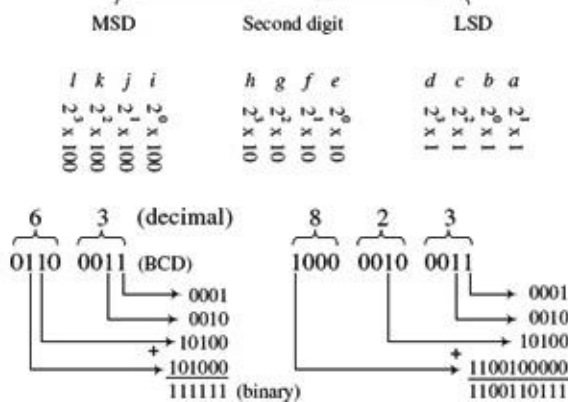 MSD Second digit LSD
l k j i h g f e d c b a
2³ x 100 2² x 100 2¹ x 100 2⁰ x 100 2³ x 10 2² x 10 2¹ x 10 2⁰ x 10 2³ x 1 2² x 1 2⁰ x 1 2¹ x 1
6 3 (decimal) 8 2 3
0110 0011 (BCD) 1000 0010 0011
0001 0001
0010 0010
10100 10100
+ +
101000 1100100000
111111 (binary) 1100110111